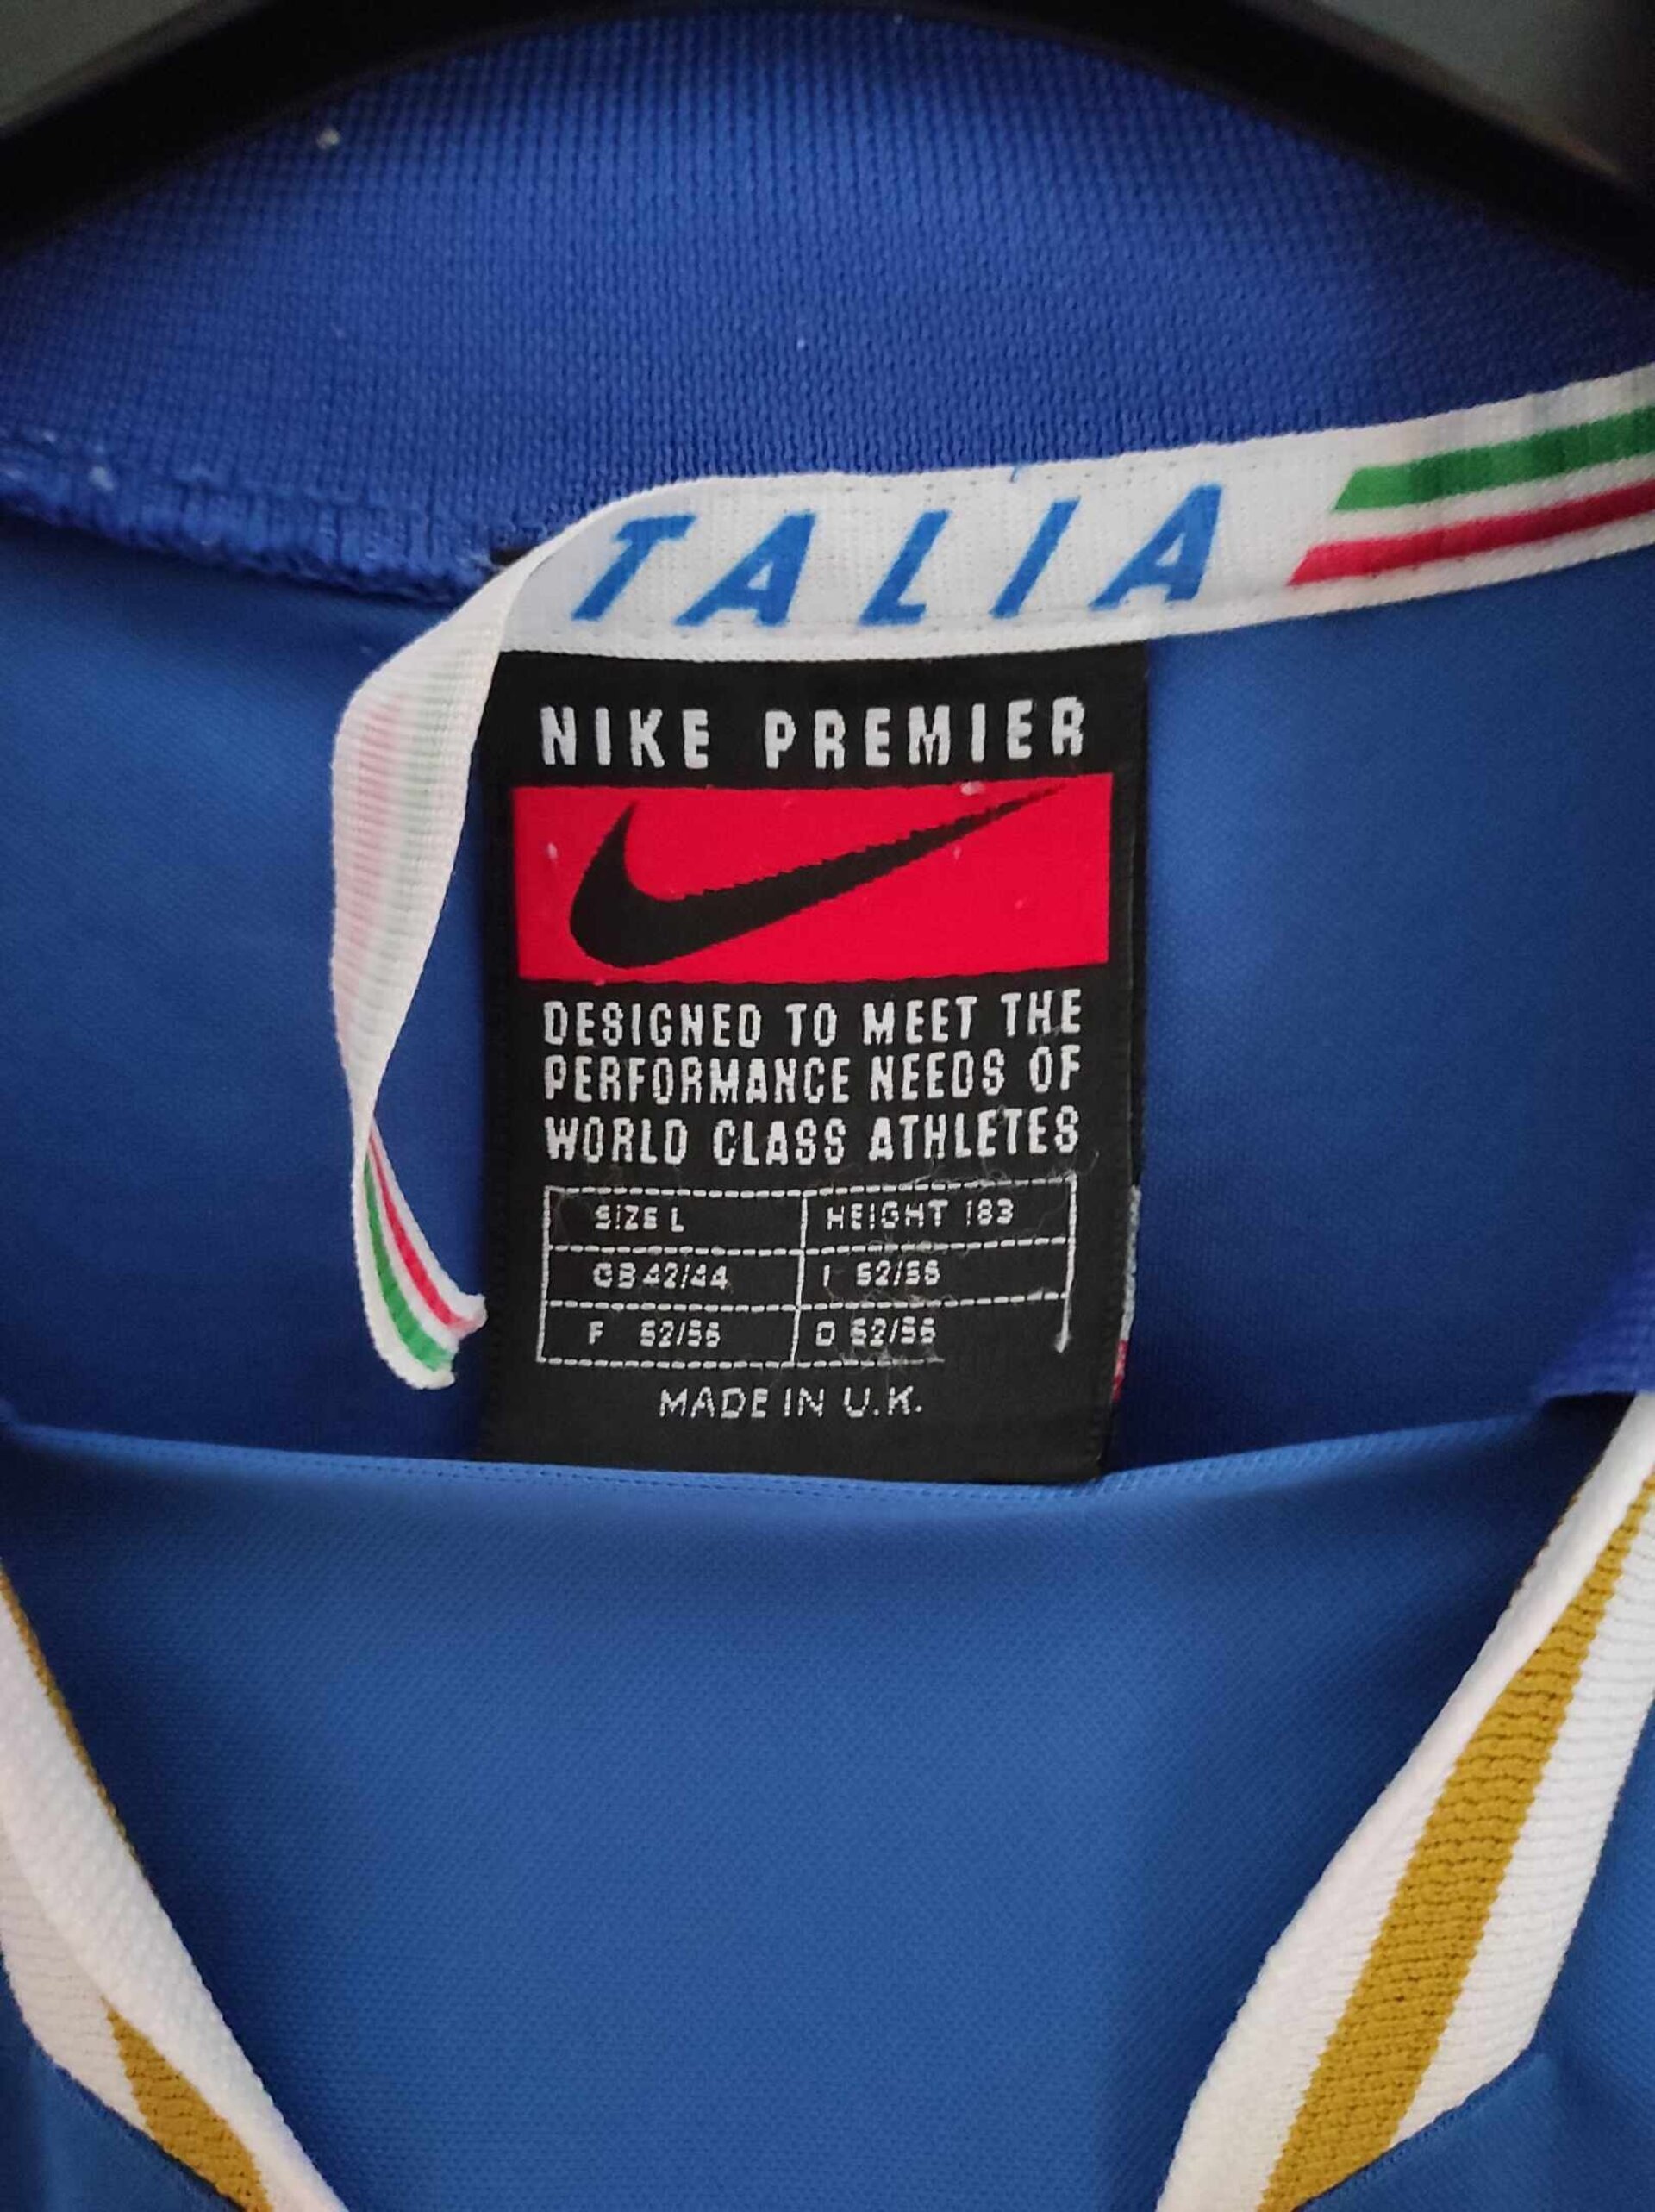 TALIA
NIKE PREMIER
DESIGNED TO MEET THE
PERFORMANCE NEEDS OF
WORLD CLASS ATHLETES
SIZE L HEIGHT 183
GB 42/44 I 52/56
F 52/56 D 52/56
MADE IN U.K.